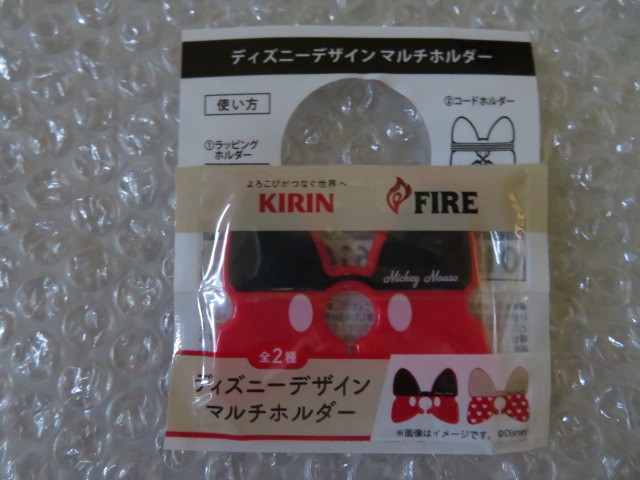 ディズニーデザイン マルチホルダー
使い方
②コードホルダー
①ラッピング
ホルダー
よろこびがつなぐ世界へ
KIRIN
FIRE
Mickey Mouse
全2種
ディズニーデザイン
マルチホルダー
※画像はイメージです。 ©Disney